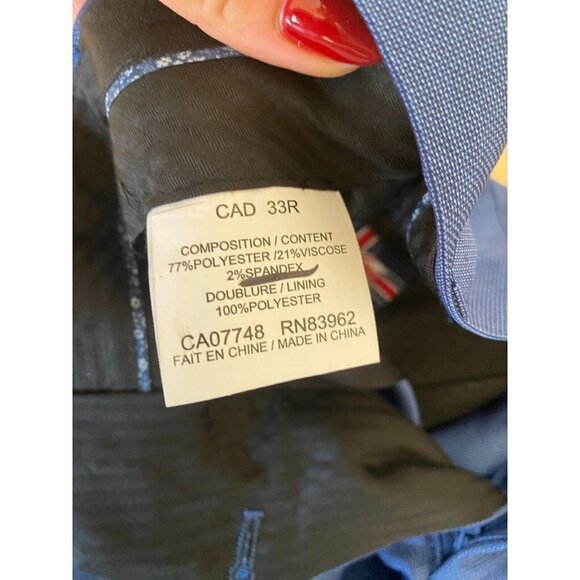 CAD 33R
COMPOSITION / CONTENT
77%POLYESTER /21%VISCOSE
2%SPANDEX
DOUBLURE / LINING
100%POLYESTER
CA07748 RN83962
FAIT EN CHINE / MADE IN CHINA